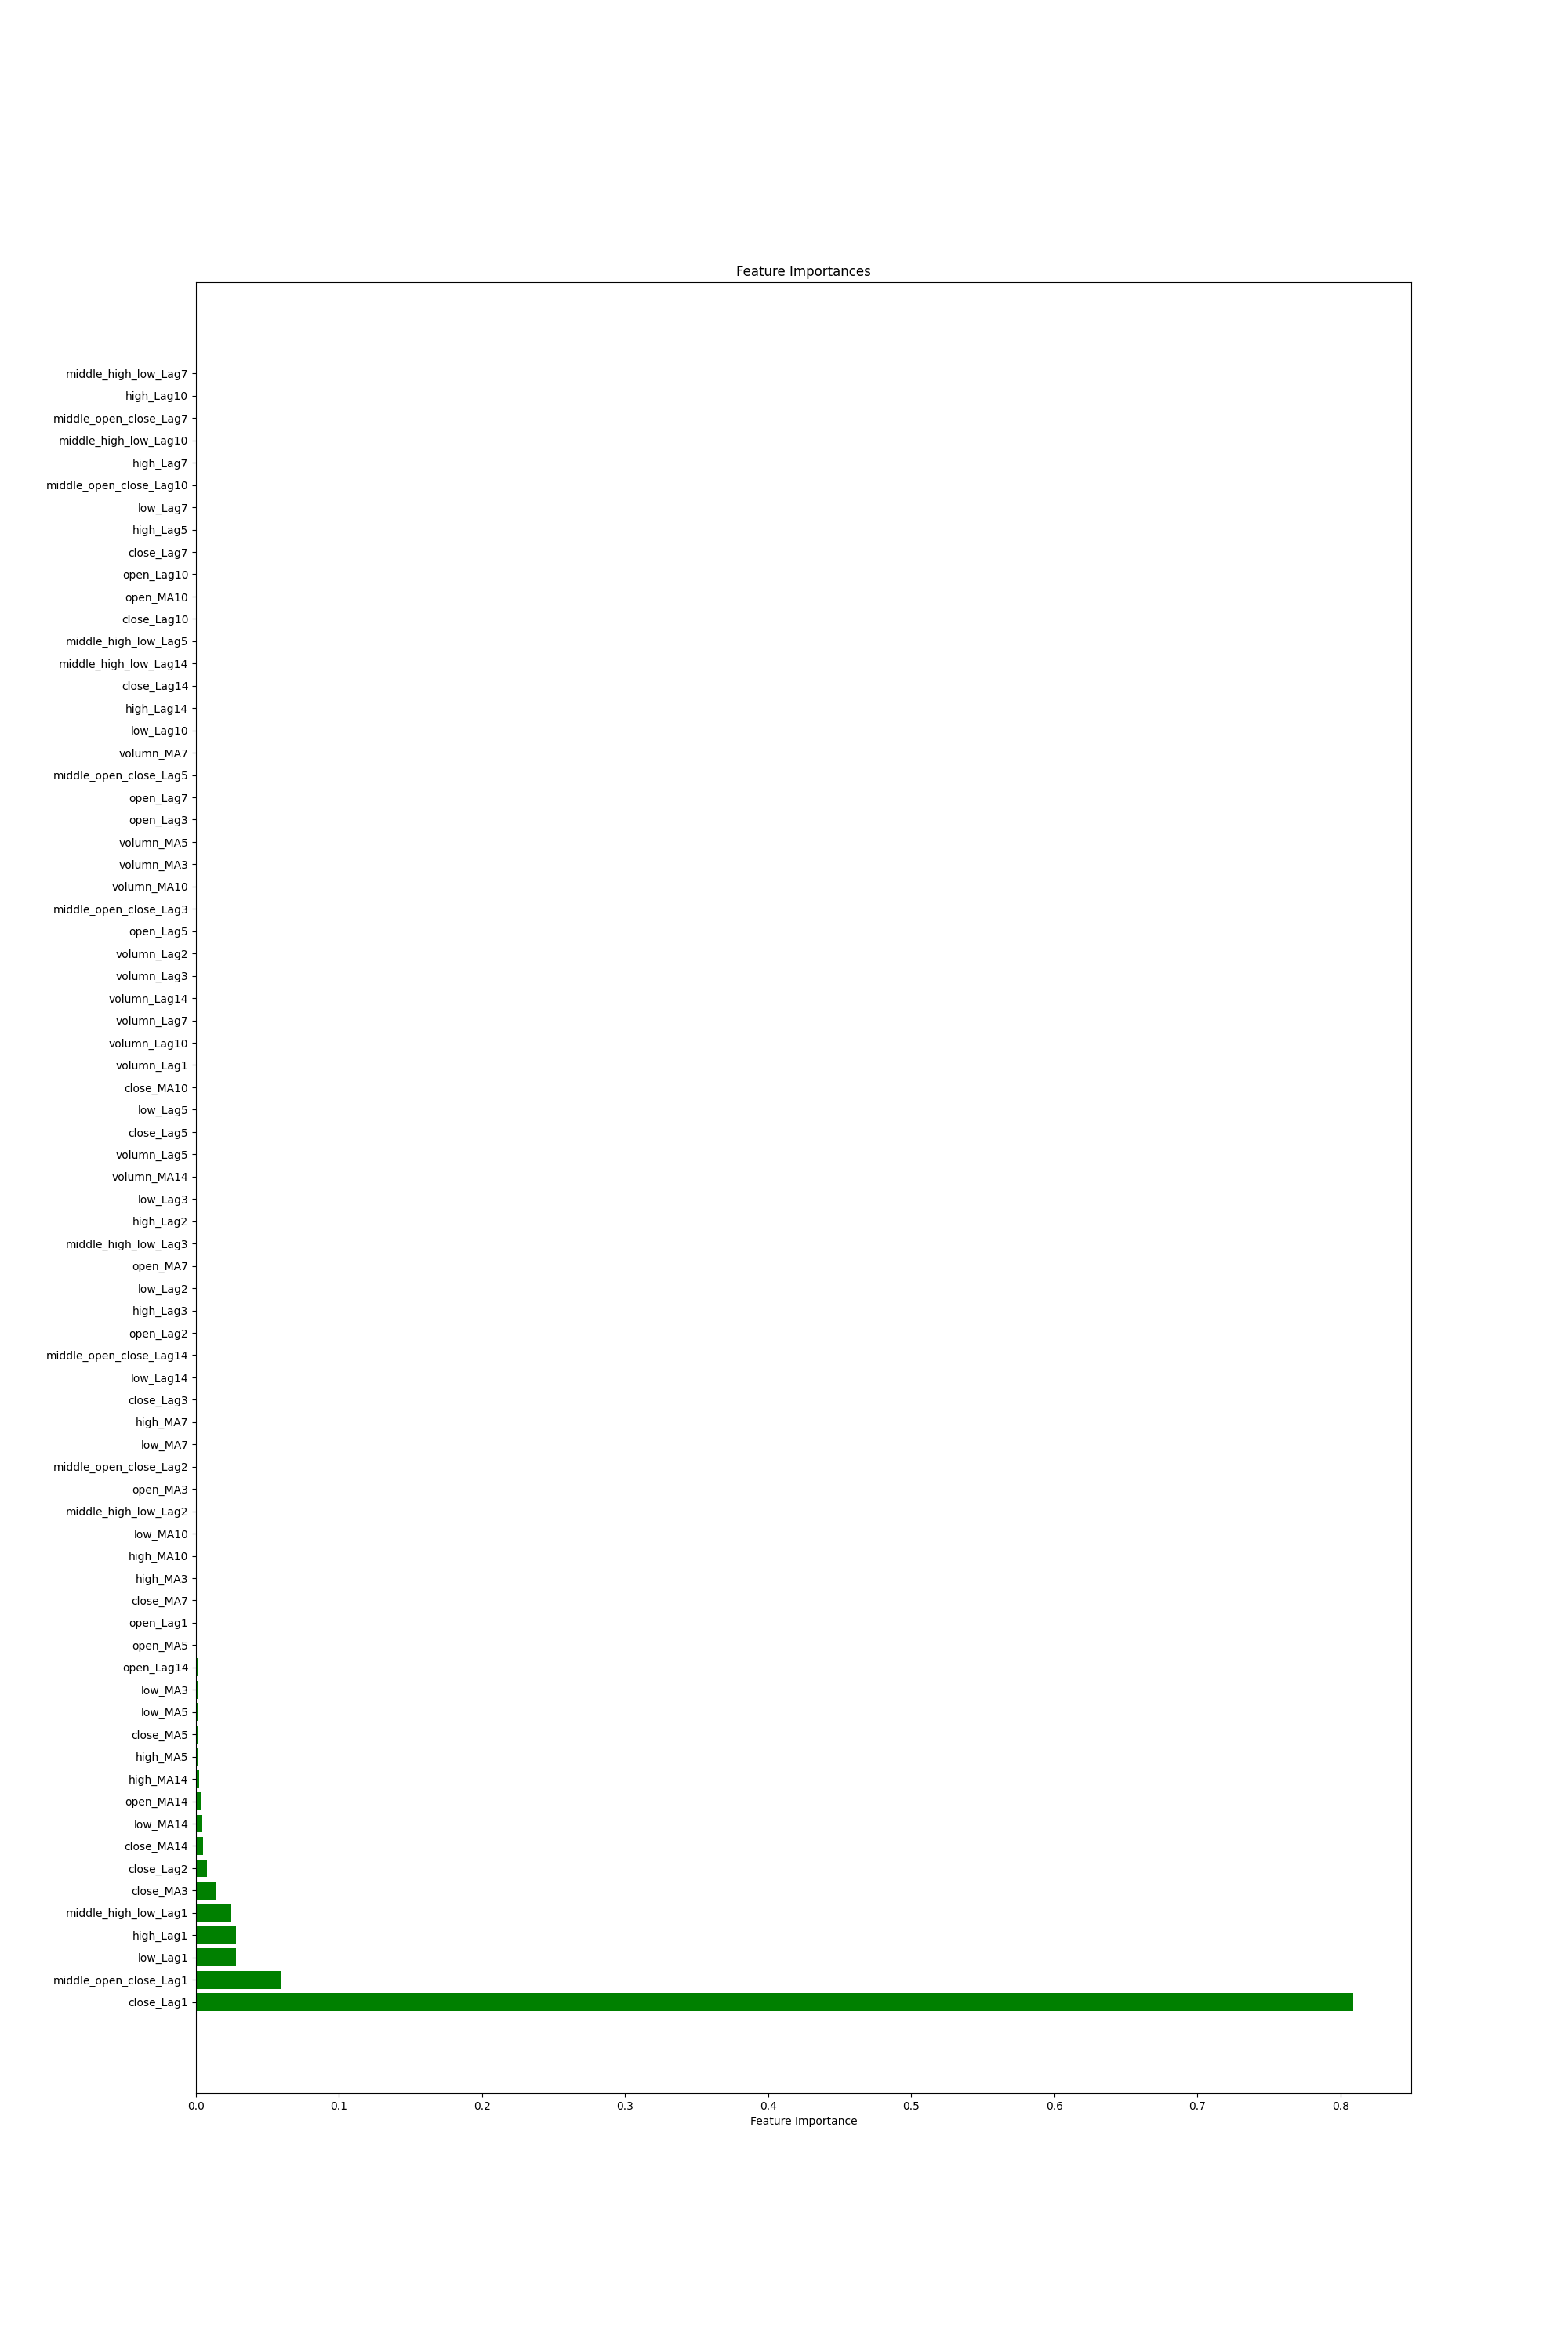 Feature Importances
middle_high_low_Lag7
high_Lag10
middle_open_close_Lag7
middle_high_low_Lag10
high_Lag7
middle_open_close_Lag10
low_Lag7
high_Lag5
close_Lag7
open_Lag10
open_MA10
close_Lag10
middle_high_low_Lag5
middle_high_low_Lag14
close_Lag14
high_Lag14
low_Lag10
volumn_MA7
middle_open_close_Lag5
open_Lag7
open_Lag3
volumn_MA5
volumn_MA3
volumn_MA10
middle_open_close_Lag3
open_Lag5
volumn_Lag2
volumn_Lag3
volumn_Lag14
volumn_Lag7
volumn_Lag10
volumn_Lag1
close_MA10
low_Lag5
close_Lag5
volumn_Lag5
volumn_MA14
low_Lag3
high_Lag2
middle_high_low_Lag3
open_MA7
low_Lag2
high_Lag3
open_Lag2
middle_open_close_Lag14
low_Lag14
close_Lag3
high_MA7
low_MA7
middle_open_close_Lag2
open_MA3
middle_high_low_Lag2
low_MA10
high_MA10
high_MA3
close_MA7
open_Lag1
open_MA5
open_Lag14
low_MA3
low_MA5
close_MA5
high_MA5
high_MA14
open_MA14
low_MA14
close_MA14
close_Lag2
close_MA3
middle_high_low_Lag1
high_Lag1
low_Lag1
middle_open_close_Lag1
close_Lag1
0.0 0.1 0.2 0.3 0.4 0.5 0.6 0.7 0.8
Feature Importance